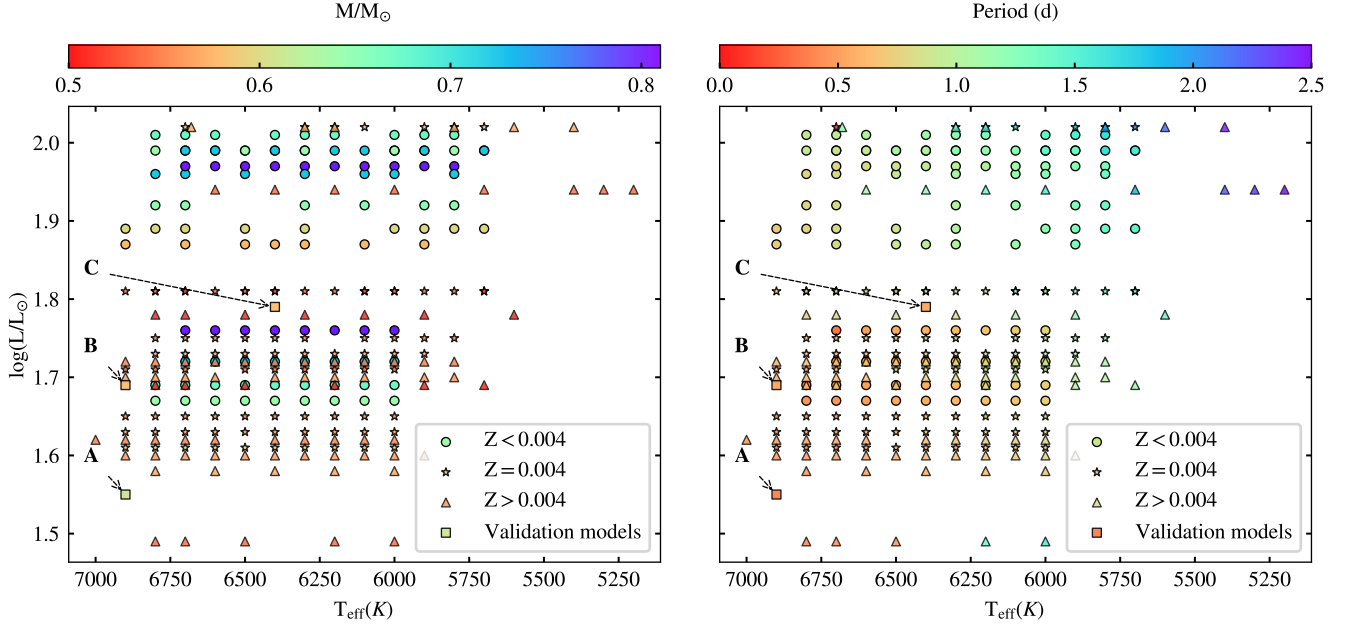 M/M⊙
0.5 0.6 0.7 0.8
2.0
1.9
1.8
1.7
1.6
1.5
log(L/L⊙)
C
B
A
Z < 0.004
Z = 0.004
Z > 0.004
Validation models
7000 6750 6500 6250 6000 5750 5500 5250
Teff(K)
Period (d)
0.0 0.5 1.0 1.5 2.0 2.5
C
B
A
Z < 0.004
Z = 0.004
Z > 0.004
Validation models
7000 6750 6500 6250 6000 5750 5500 5250
Teff(K)